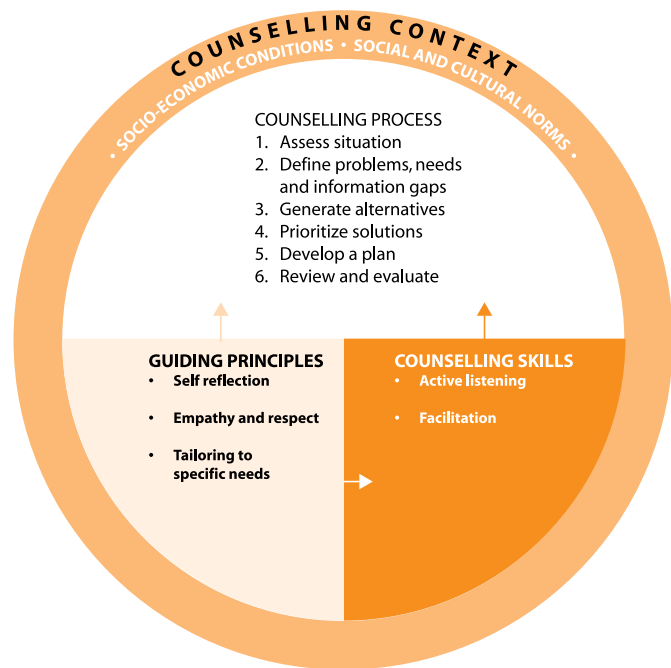 COUNSELLING CONTEXT
• SOCIO-ECONOMIC CONDITIONS • SOCIAL AND CULTURAL NORMS •
COUNSELLING PROCESS
1. Assess situation
2. Define problems, needs
and information gaps
3. Generate alternatives
4. Prioritize solutions
5. Develop a plan
6. Review and evaluate
GUIDING PRINCIPLES
• Self reflection
• Empathy and respect
• Tailoring to
specific needs
COUNSELLING SKILLS
• Active listening
• Facilitation